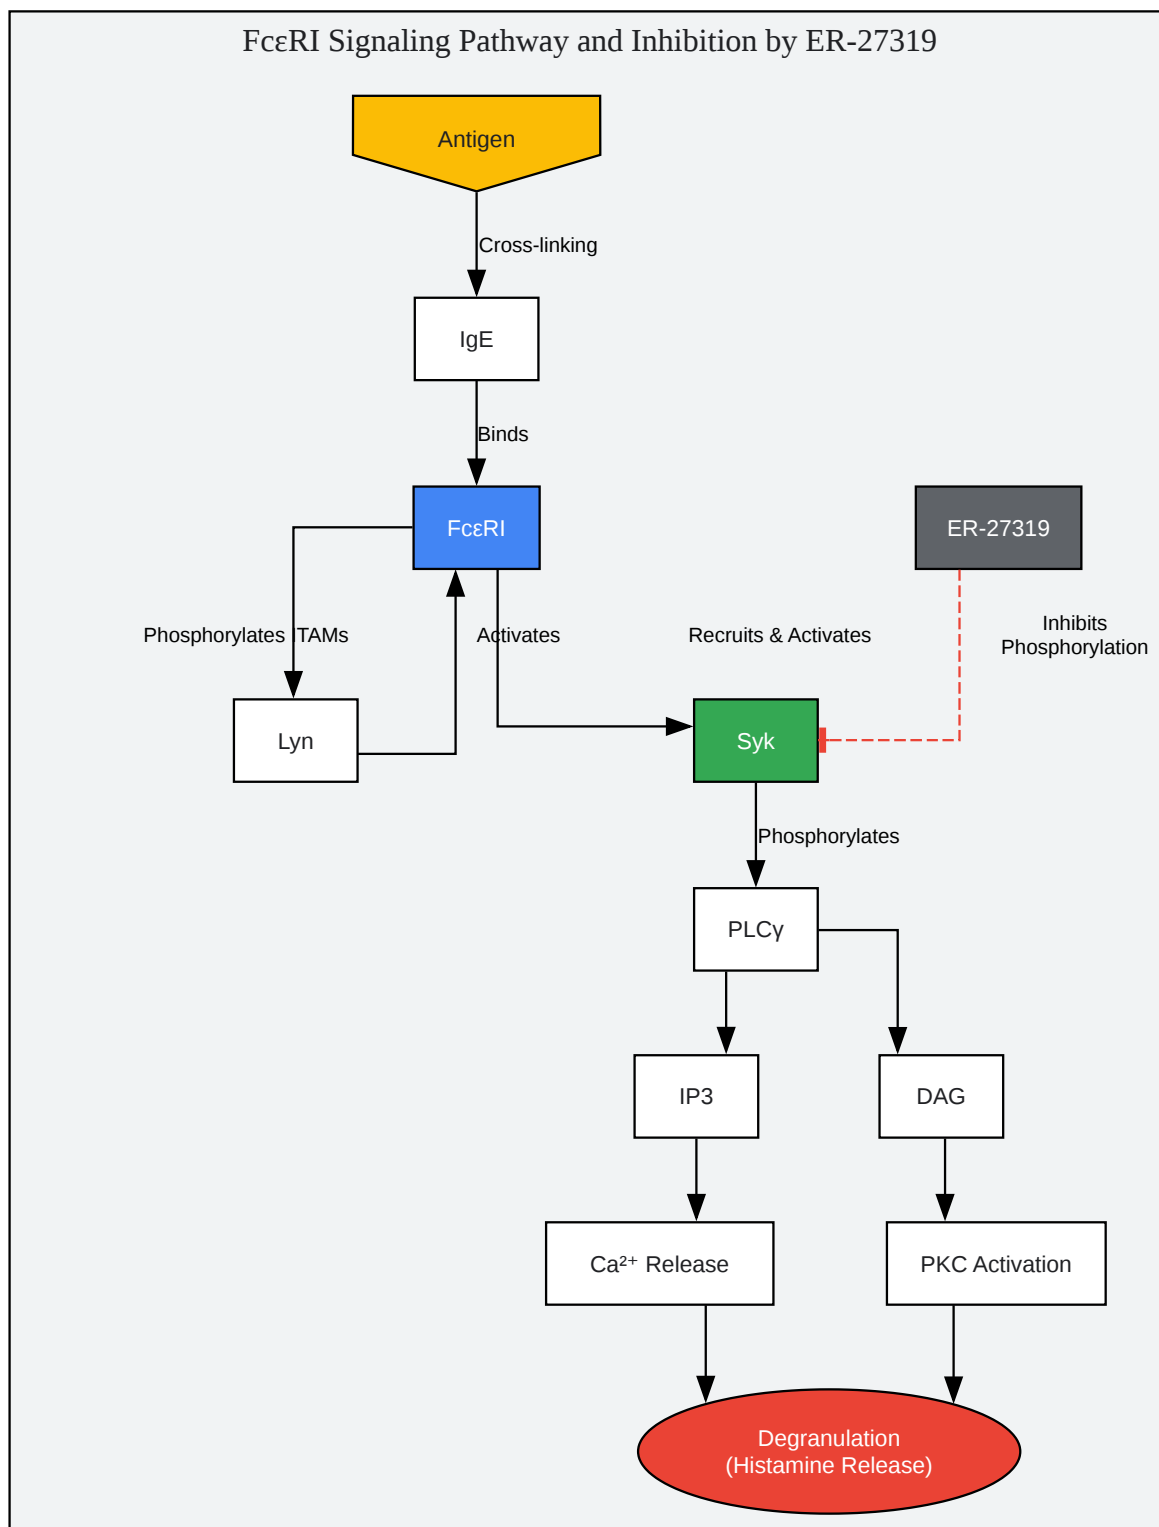 FcεRI Signaling Pathway and Inhibition by ER-27319
Antigen
Cross-linking
IgE
Binds
FcεRI
ER-27319
Phosphorylates ITAMs
Activates
Recruits & Activates
Inhibits
Phosphorylation
Lyn
Syk
Phosphorylates
PLCγ
IP3
DAG
Ca²⁺ Release
PKC Activation
Degranulation
(Histamine Release)